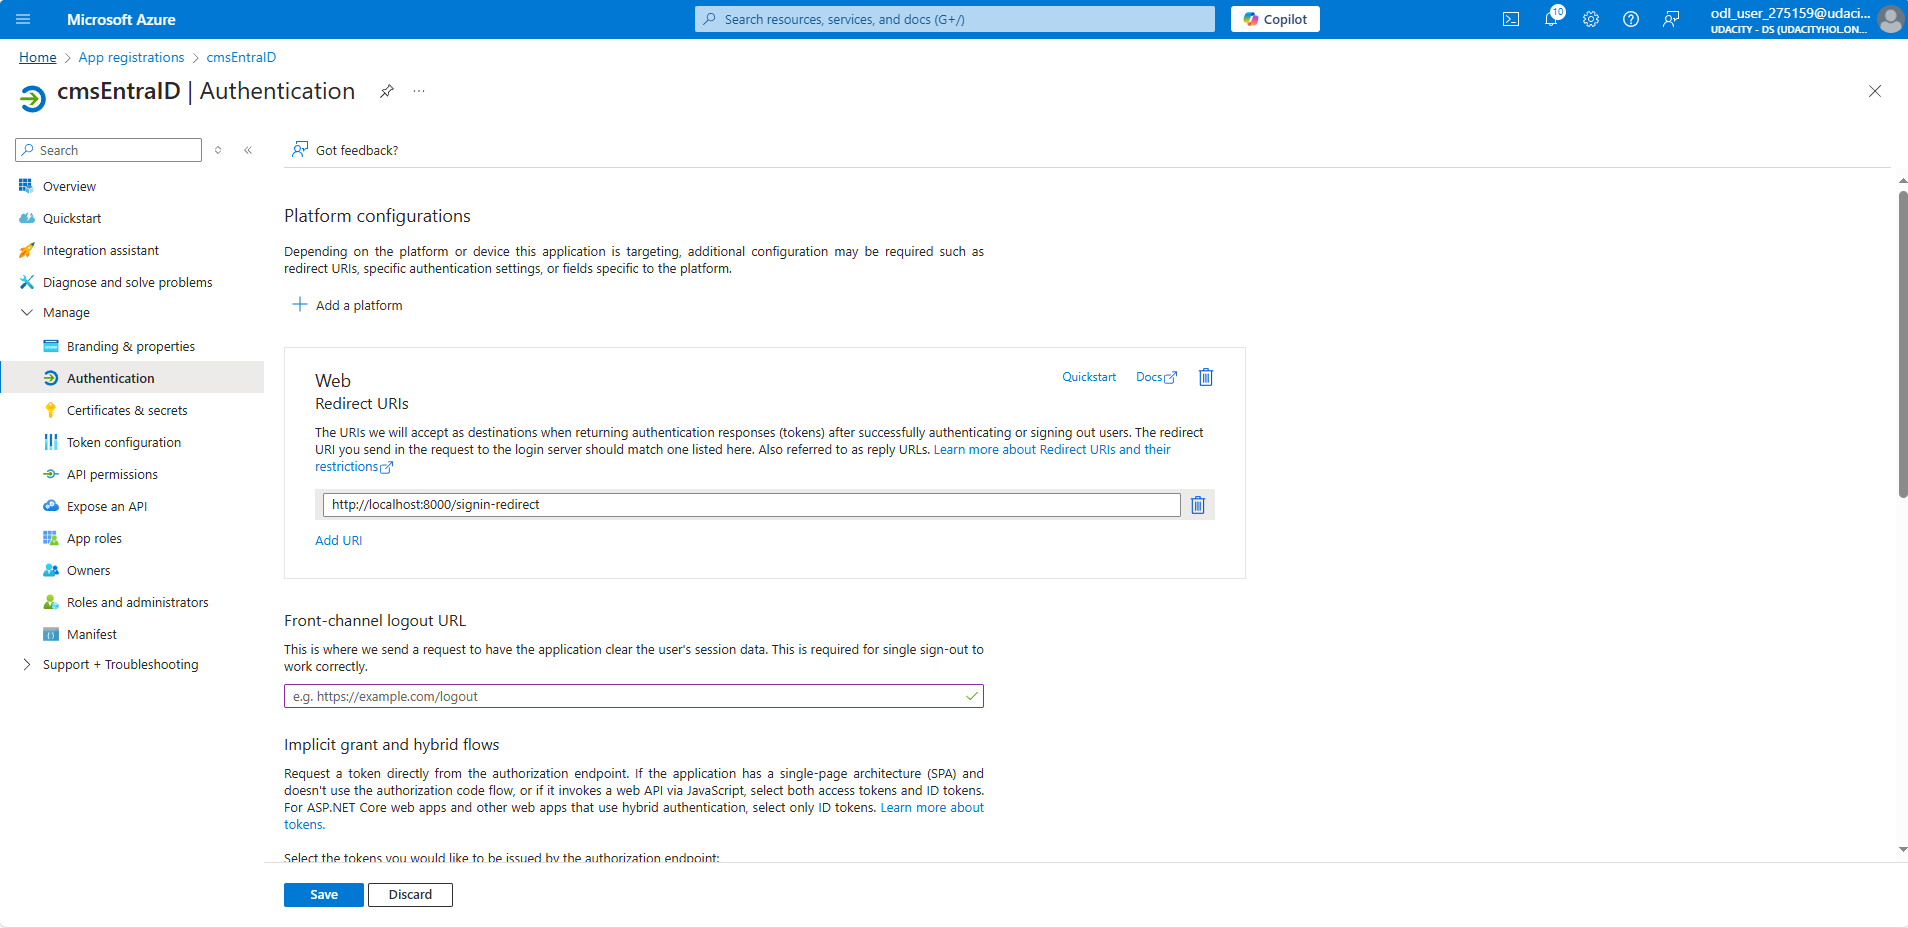 Microsoft Azure
Search resources, services, and docs (G+/)
Copilot
10
odl_user_275159@udaci...
UDACITY - DS (UDACITYHOL.ON...
Home > App registrations > cmsEntraID
cmsEntraID | Authentication
Search
Got feedback?
Overview
Quickstart
Integration assistant
Diagnose and solve problems
Manage
Branding & properties
Authentication
Certificates & secrets
Token configuration
API permissions
Expose an API
App roles
Owners
Roles and administrators
Manifest
Support + Troubleshooting
Platform configurations
Depending on the platform or device this application is targeting, additional configuration may be required such as
redirect URIs, specific authentication settings, or fields specific to the platform.
Add a platform
Web
Quickstart
Docs
Redirect URIs
The URIs we will accept as destinations when returning authentication responses (tokens) after successfully authenticating or signing out users. The redirect
URI you send in the request to the login server should match one listed here. Also referred to as reply URLs. Learn more about Redirect URIs and their
restrictions
http://localhost:8000/signin-redirect
Add URI
Front-channel logout URL
This is where we send a request to have the application clear the user's session data. This is required for single sign-out to
work correctly.
e.g. https://example.com/logout
Implicit grant and hybrid flows
Request a token directly from the authorization endpoint. If the application has a single-page architecture (SPA) and
doesn't use the authorization code flow, or if it invokes a web API via JavaScript, select both access tokens and ID tokens.
For ASP.NET Core web apps and other web apps that use hybrid authentication, select only ID tokens. Learn more about
tokens.
Select the tokens you would like to be issued by the authorization endpoint:
Save
Discard